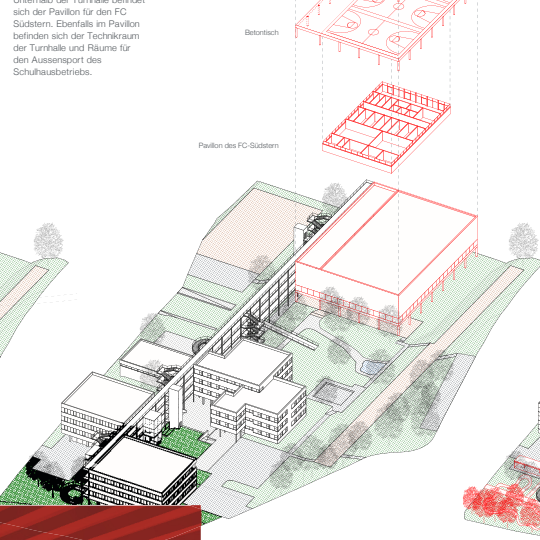 Unterhalb der Turnhalle befindet
sich der Pavillon für den FC
Südstern. Ebenfalls im Pavillon
befinden sich der Technikraum
der Turnhalle und Räume für
den Aussensport des
Schulhausbetriebs.
Betontisch
Pavillon des FC-Südstern